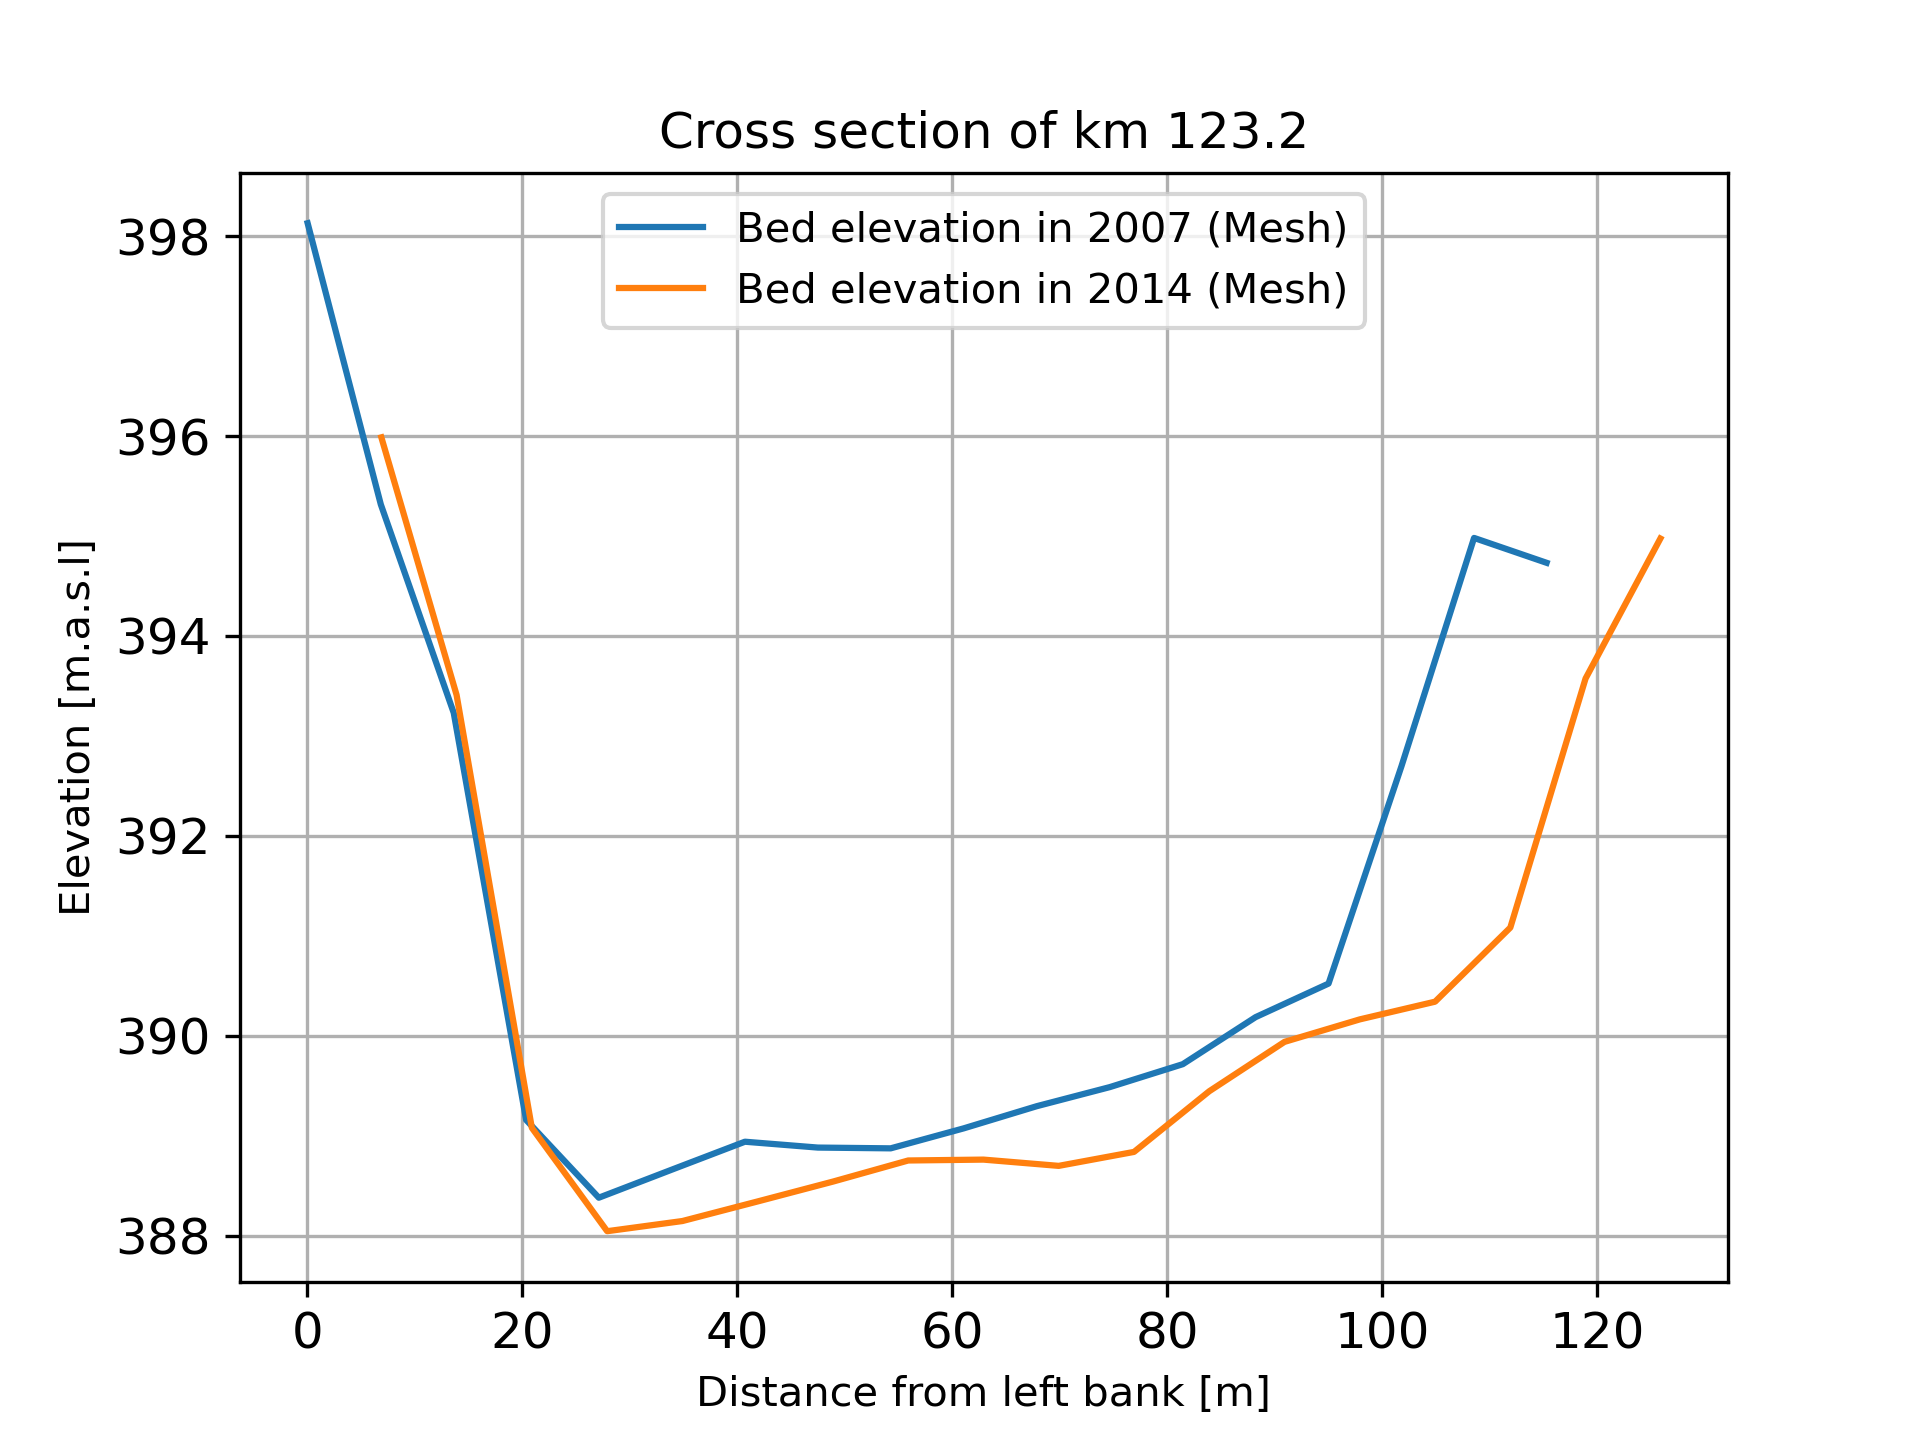 Cross section of km 123.2
Bed elevation in 2007 (Mesh)
Bed elevation in 2014 (Mesh)
Elevation [m.a.s.l]
398
396
394
392
390
388
0 20 40 60 80 100 120
Distance from left bank [m]